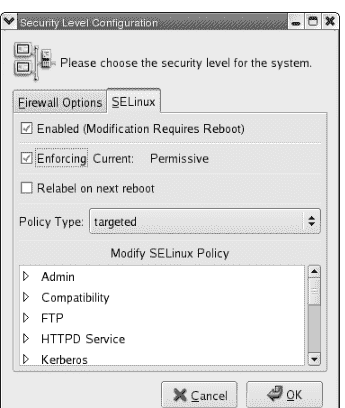 Security Level Configuration
Please choose the security level for the system.
Firewall Options SELinux
Enabled (Modification Requires Reboot)
Enforcing Current: Permissive
Relabel on next reboot
Policy Type: targeted
Modify SELinux Policy
Admin
Compatibility
FTP
HTTPD Service
Kerberos
Cancel OK